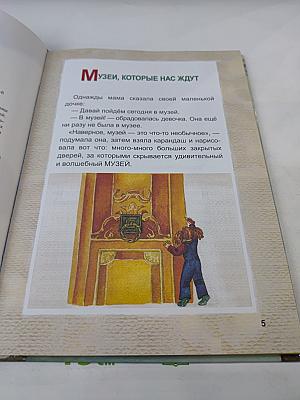 МУЗЕИ, КОТОРЫЕ НАС ЖДУТ
Однажды мама сказала своей маленькой
дочке:
— Давай пойдём сегодня в музей.
— В музей! — обрадовалась девочка. Она ещё
ни разу не была в музее.
«Наверное, музей — это что-то необычное», —
подумала она, затем взяла карандаш и нарисо-
вала вот что: много-много больших закрытых
дверей, за которыми скрывается удивительный
и волшебный МУЗЕЙ.
5